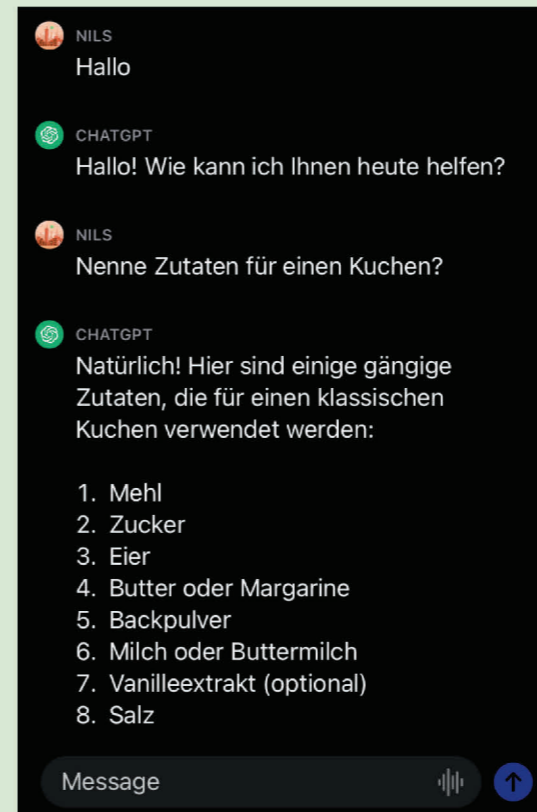 NILS
Hallo
CHATGPT
Hallo! Wie kann ich Ihnen heute helfen?
NILS
Nenne Zutaten für einen Kuchen?
CHATGPT
Natürlich! Hier sind einige gängige
Zutaten, die für einen klassischen
Kuchen verwendet werden:
1. Mehl
2. Zucker
3. Eier
4. Butter oder Margarine
5. Backpulver
6. Milch oder Buttermilch
7. Vanilleextrakt (optional)
8. Salz
Message